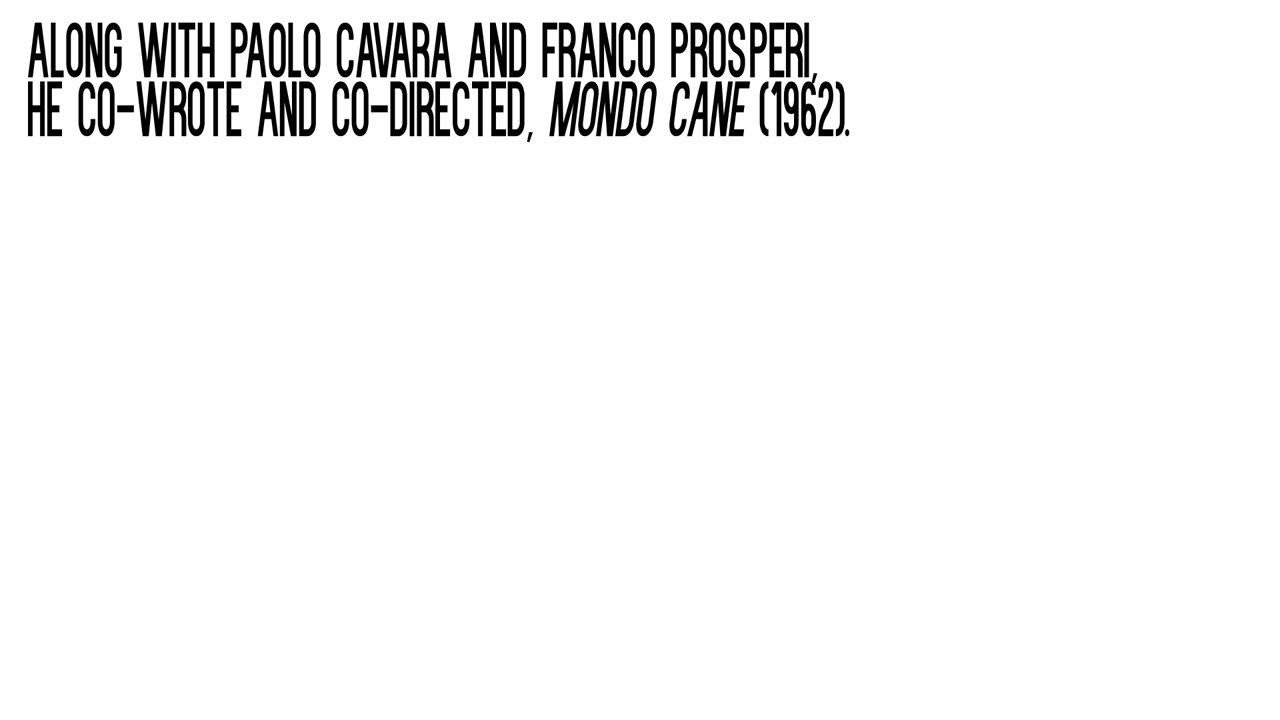 ALONG WITH PAOLO CAVARA AND FRANCO PROSPERI,
HE CO-WROTE AND CO-DIRECTED, MONDO CANE (1962).